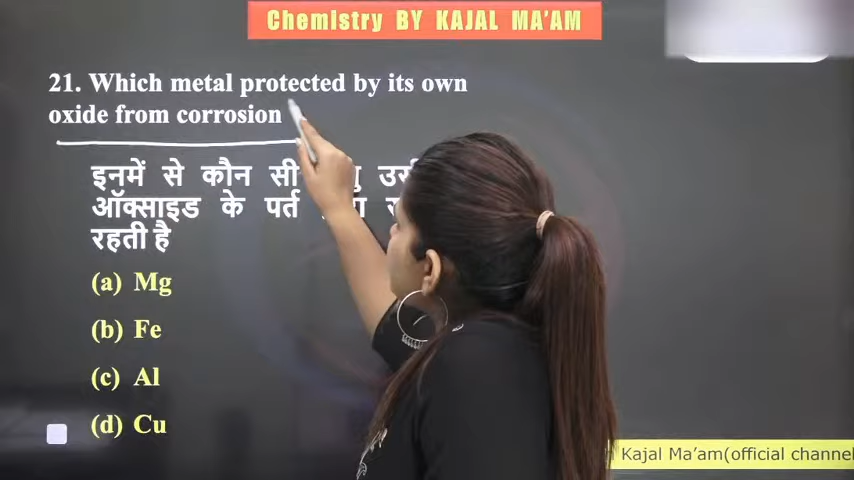 Chemistry BY KAJAL MA'AM
21. Which metal protected by its own
oxide from corrosion
इनमें से कौन सी
ऑक्साइड के पर्त
रहती है
(a) Mg
(b) Fe
(c) Al
(d) Cu
Kajal Ma'am(official channel